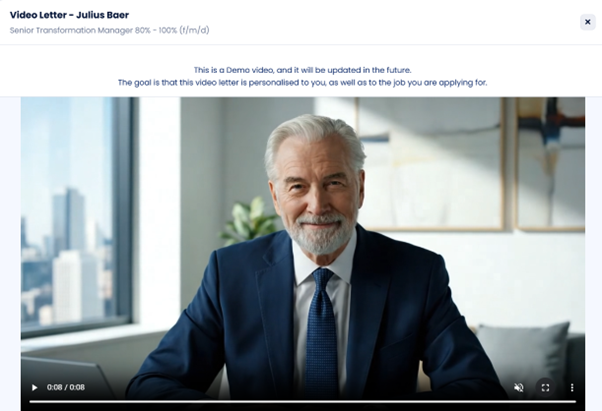 Video Letter - Julius Baer
Senior Transformation Manager 80% - 100% (f/m/d)
This is a Demo video, and it will be updated in the future.
The goal is that this video letter is personalised to you, as well as to the job you are applying for.
0:08 / 0:08